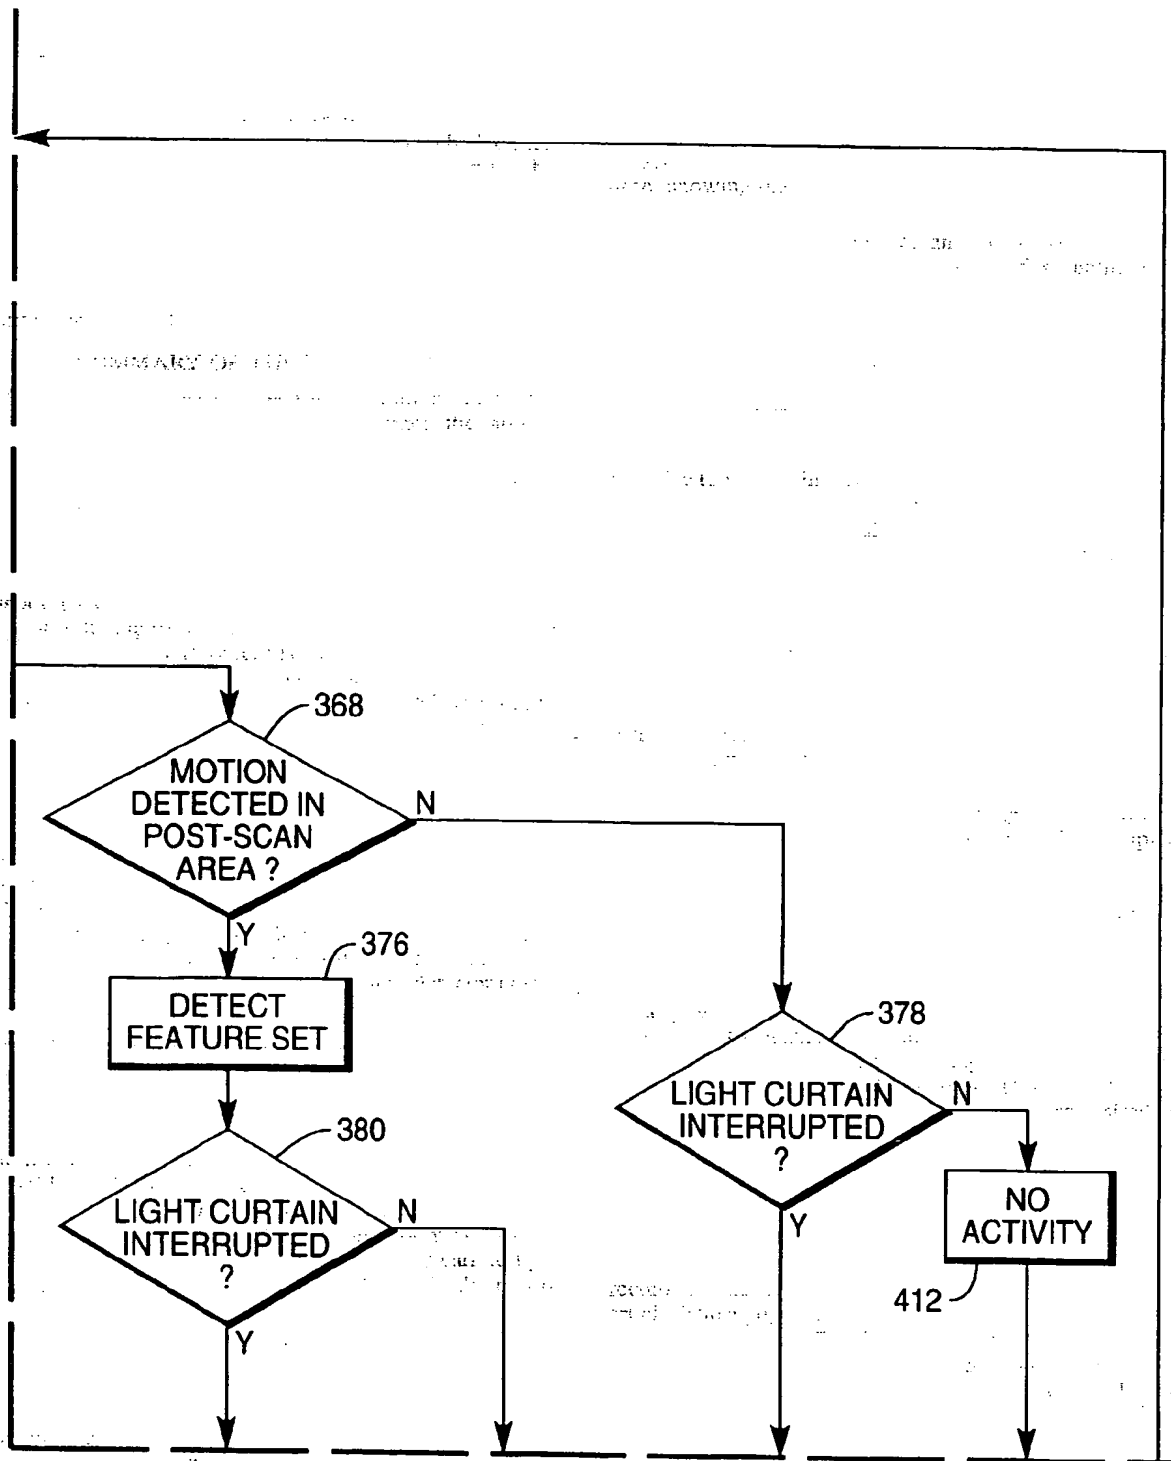 368
MOTION
DETECTED IN
POST-SCAN
AREA ?
N
Y
376
DETECT
FEATURE SET
378
LIGHT CURTAIN
INTERRUPTED
?
N
Y
380
LIGHT CURTAIN
INTERRUPTED
?
N
Y
NO
ACTIVITY
412